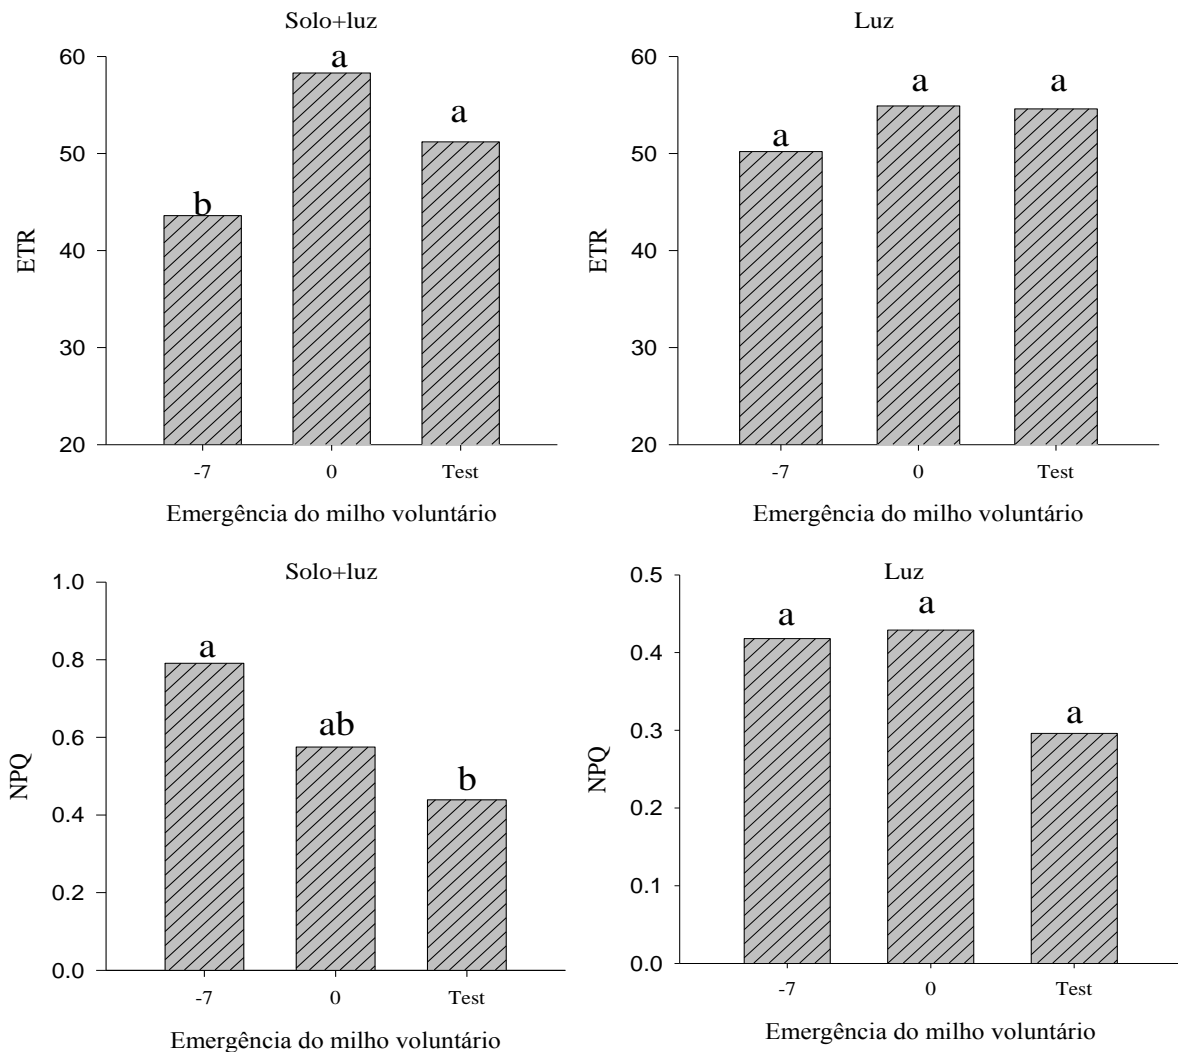 Solo+luz
60
50
40
30
20
ETR
b
a
a
-7
0
Test
Emergência do milho voluntário
Luz
60
50
40
30
20
ETR
a
a
a
-7
0
Test
Emergência do milho voluntário
Solo+luz
1.0
0.8
0.6
0.4
0.2
0.0
NPQ
a
ab
b
-7
0
Test
Emergência do milho voluntário
Luz
0.5
0.4
0.3
0.2
0.1
0.0
NPQ
a
a
a
-7
0
Test
Emergência do milho voluntário